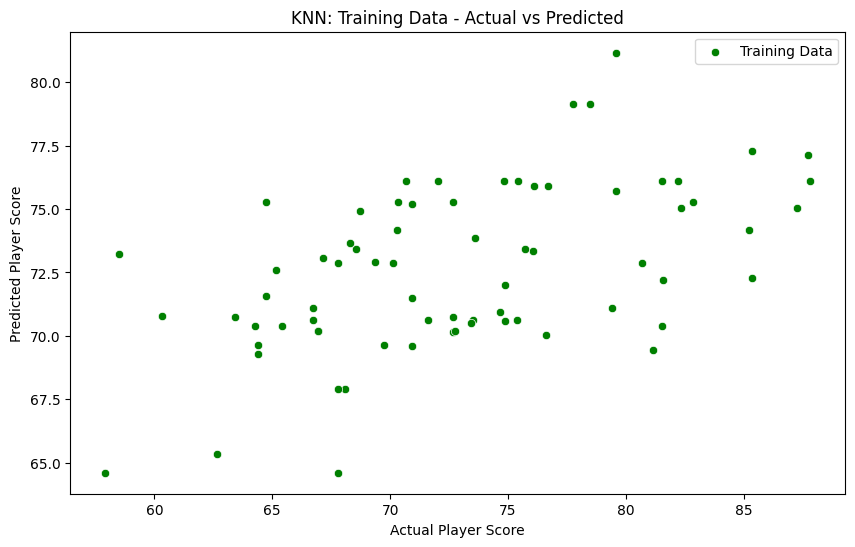 KNN: Training Data - Actual vs Predicted
Training Data
80.0
77.5
75.0
72.5
70.0
67.5
65.0
Predicted Player Score
60 65 70 75 80 85
Actual Player Score